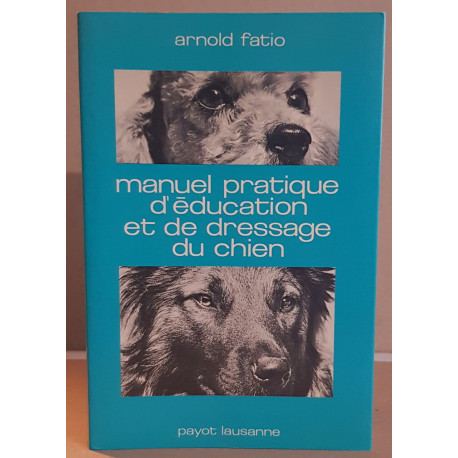 arnold fatio
manuel pratique
d'éducation
et de dressage
du chien
payot lausanne